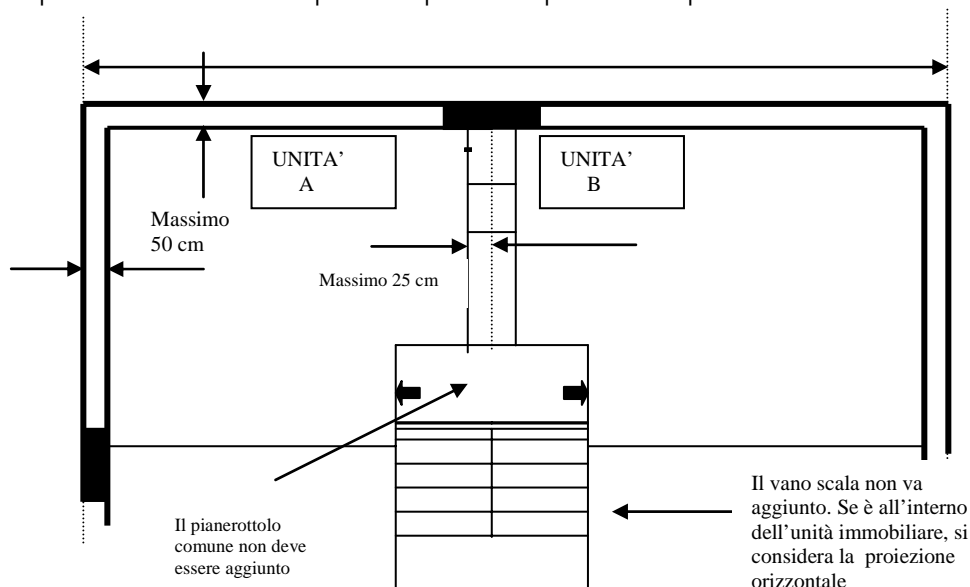 UNITA’
A
UNITA’
B
Massimo
50 cm
Massimo 25 cm
Il pianerottolo
comune non deve
essere aggiunto
Il vano scala non va
aggiunto. Se è all’interno
dell’unità immobiliare, si
considera la proiezione
orizzontale